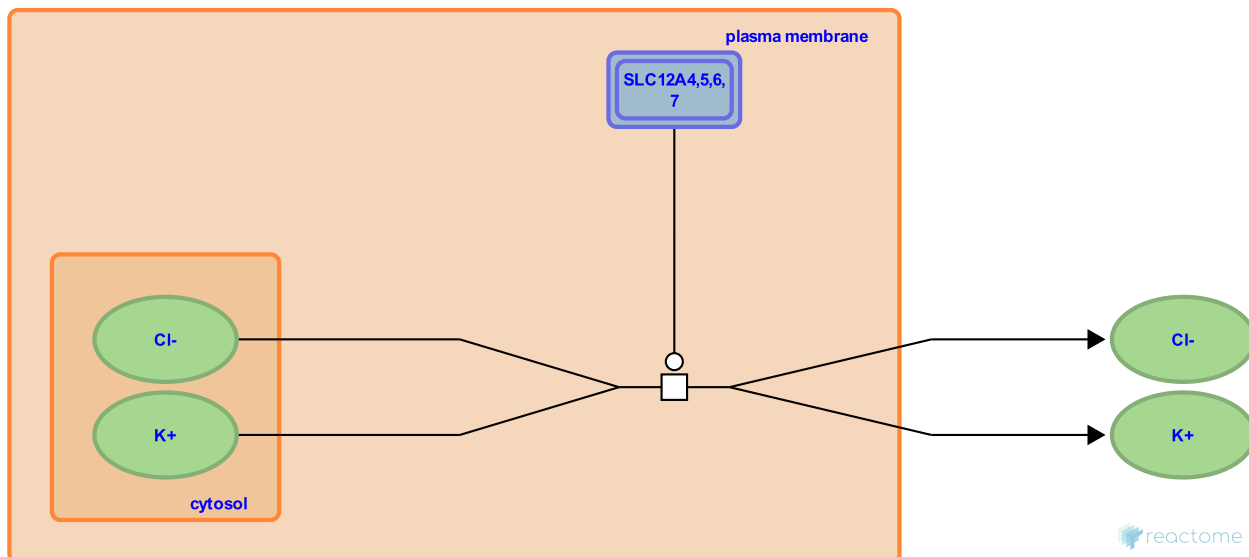 plasma membrane
SLC12A4,5,6,
7
Cl-
Cl-
K+
K+
cytosol
reactome